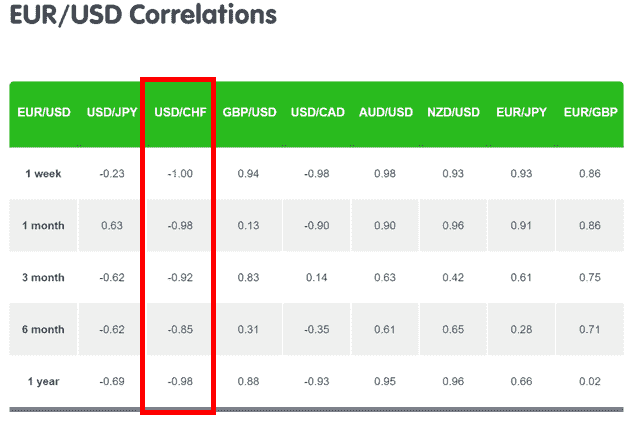 EUR/USD Correlations
EUR/USD USD/JPY USD/CHF GBP/USD USD/CAD AUD/USD NZD/USD EUR/JPY EUR/GBP
1 week -0.23 -1.00 0.94 -0.98 0.98 0.93 0.93 0.86
1 month 0.63 -0.98 0.13 -0.90 0.90 0.96 0.91 0.86
3 month -0.62 -0.92 0.83 0.14 0.63 0.42 0.61 0.75
6 month -0.62 -0.85 0.31 -0.35 0.61 0.65 0.28 0.71
1 year -0.69 -0.98 0.88 -0.93 0.95 0.96 0.66 0.02